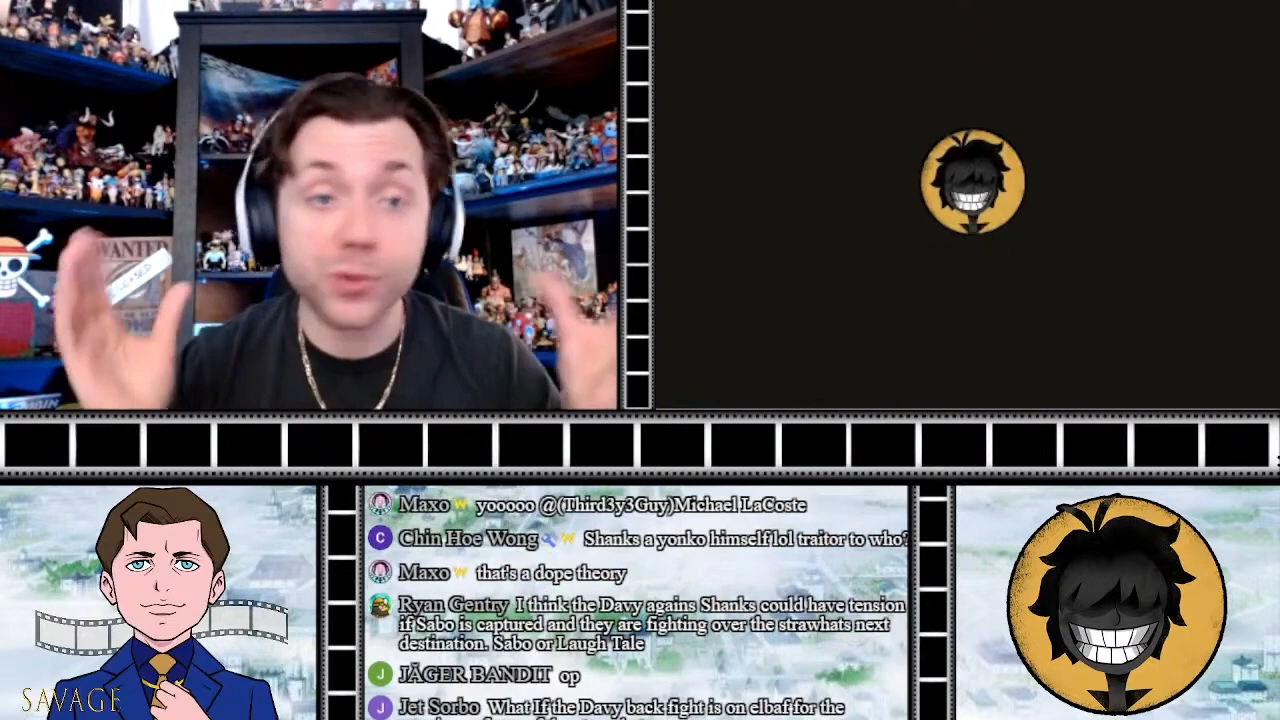 WANTED
Maxo yooooo @(Third3y3Guy)Michael LaCoste
Chin Hoe Wong Shanks a yonko himself lol traitor to who?
Maxo that's a dope theory
Ryan Gentry I think the Davy agains Shanks could have tension
if Sabo is captured and they are fighting over the strawhats next
destination. Sabo or Laugh Tale
JÄGER BANDIT op
Jet Sorbo What If the Davy back fight is on elbaf for the
SAVAGE